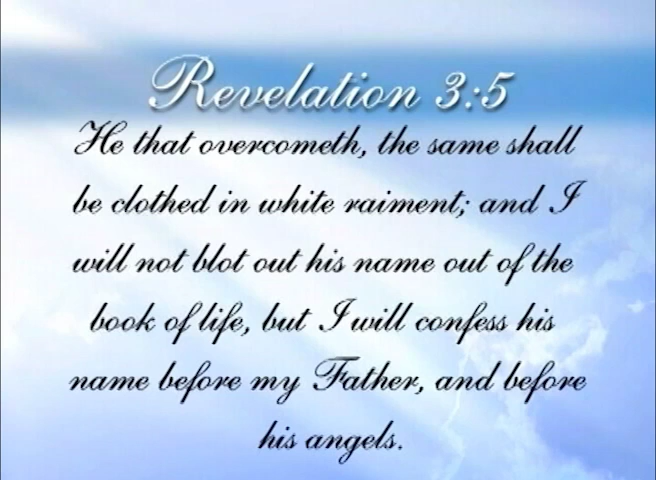 Revelation 3:5
He that overcometh, the same shall
be clothed in white raiment; and I
will not blot out his name out of the
book of life, but I will confess his
name before my Father, and before
his angels.